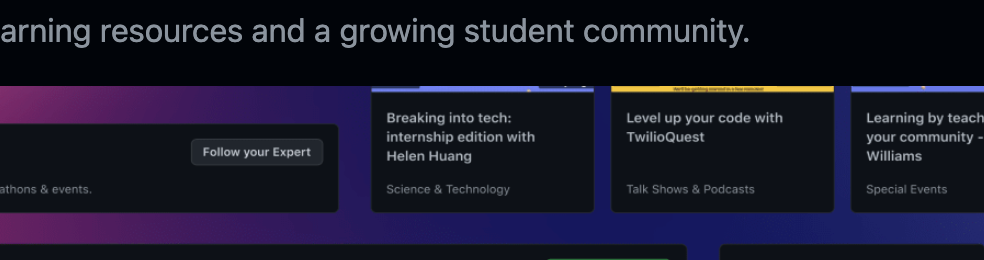 arning resources and a growing student community.
Follow your Expert
athons & events.
Breaking into tech:
internship edition with
Helen Huang
Science & Technology
Level up your code with
TwilioQuest
Talk Shows & Podcasts
Learning by teach
your community -
Williams
Special Events